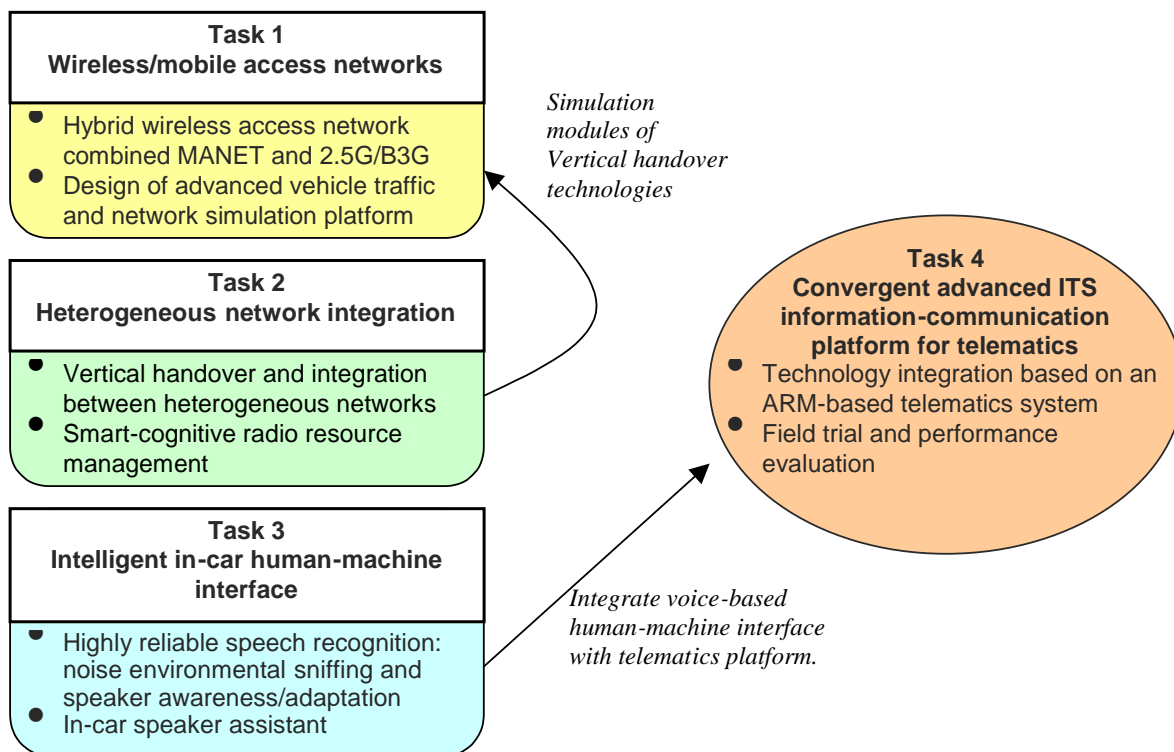 Task 1
Wireless/mobile access networks
● Hybrid wireless access network
combined MANET and 2.5G/B3G
● Design of advanced vehicle traffic
and network simulation platform
Simulation
modules of
Vertical handover
technologies
Task 2
Heterogeneous network integration
● Vertical handover and integration
between heterogeneous networks
● Smart-cognitive radio resource
management
Task 3
Intelligent in-car human-machine
interface
● Highly reliable speech recognition:
noise environmental sniffing and
speaker awareness/adaptation
● In-car speaker assistant
Integrate voice-based
human-machine interface
with telematics platform.
Task 4
Convergent advanced ITS
information-communication
platform for telematics
● Technology integration based on an
ARM-based telematics system
● Field trial and performance
evaluation